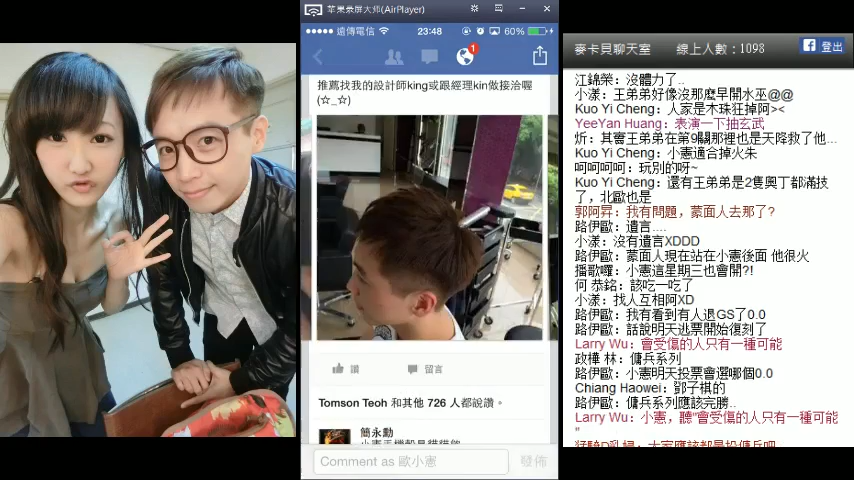 苹果录屏大师(AirPlayer)
遠傳電信 23:48 60%
1
推薦找我的設計師king或跟經理kin做接洽喔
(☆_☆)
讚 留言
Tomson Teoh 和其他 726 人都說讚。
簡永勳
Comment as 歐小憲 發佈
麥卡貝聊天室 線上人數：1098 登出
江錦榮：沒體力了..
小漾：王弟弟好像沒那麼早開水巫@@
Kuo Yi Cheng：人家是木珠狂掉阿><
YeeYan Huang：表演一下抽玄武
炘：其實王弟弟在第9關那裡也是天降救了他...
Kuo Yi Cheng：小憲適合掉火朱
呵呵呵呵：玩別的呀~
Kuo Yi Cheng：還有王弟弟是2隻奧丁都滿技
了，北歐也是
郭阿昇：我有問題，蒙面人去那了?
路伊歐：遺言....
小漾：沒有遺言XDDD
路伊歐：蒙面人現在站在小憲後面 他很火
播歌囉：小憲這星期三也會開?!
何 恭銘：該吃一吃了
小漾：找人互相阿XD
路伊歐：我有看到有人退GS了0.0
路伊歐：話說明天逃票開始復刻了
Larry Wu：會受傷的人只有一種可能
政樺 林：傭兵系列
路伊歐：小憲明天投票會選哪個0.0
Chiang Haowei：鄧子棋的
路伊歐：傭兵系列應該完勝..
Larry Wu：小憲，聽"會受傷的人只有一種可能
"